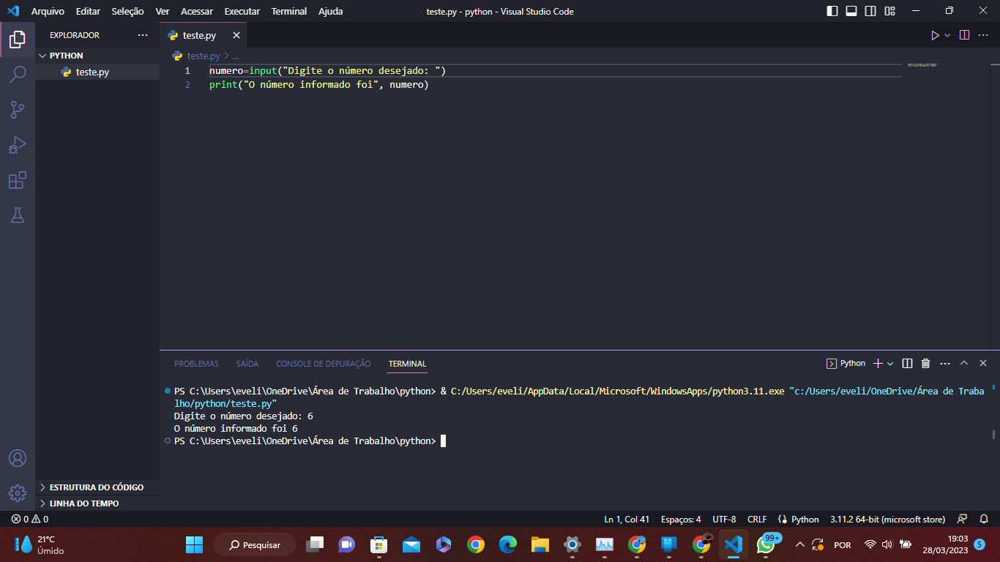 Arquivo Editar Seleção Ver Acessar Executar Terminal Ajuda teste.py - python - Visual Studio Code
EXPLORADOR ... teste.py
PYTHON
teste.py
teste.py > ...
1 numero=input("Digite o número desejado: ")
2 print("O número informado foi", numero)
PROBLEMAS SAÍDA CONSOLE DE DEPURAÇÃO TERMINAL Python
PS C:\Users\eveli\OneDrive\Área de Trabalho\python> & C:/Users/eveli/AppData/Local/Microsoft/WindowsApps/python3.11.exe "c:/Users/eveli/OneDrive/Área de Traba
lho/python/teste.py"
Digite o número desejado: 6
O número informado foi 6
PS C:\Users\eveli\OneDrive\Área de Trabalho\python>
ESTRUTURA DO CÓDIGO
LINHA DO TEMPO
0 0 Ln 1, Col 41 Espaços: 4 UTF-8 CRLF Python 3.11.2 64-bit (microsoft store)
21°C
Úmido
Pesquisar
99+
POR
19:03
28/03/2023
5